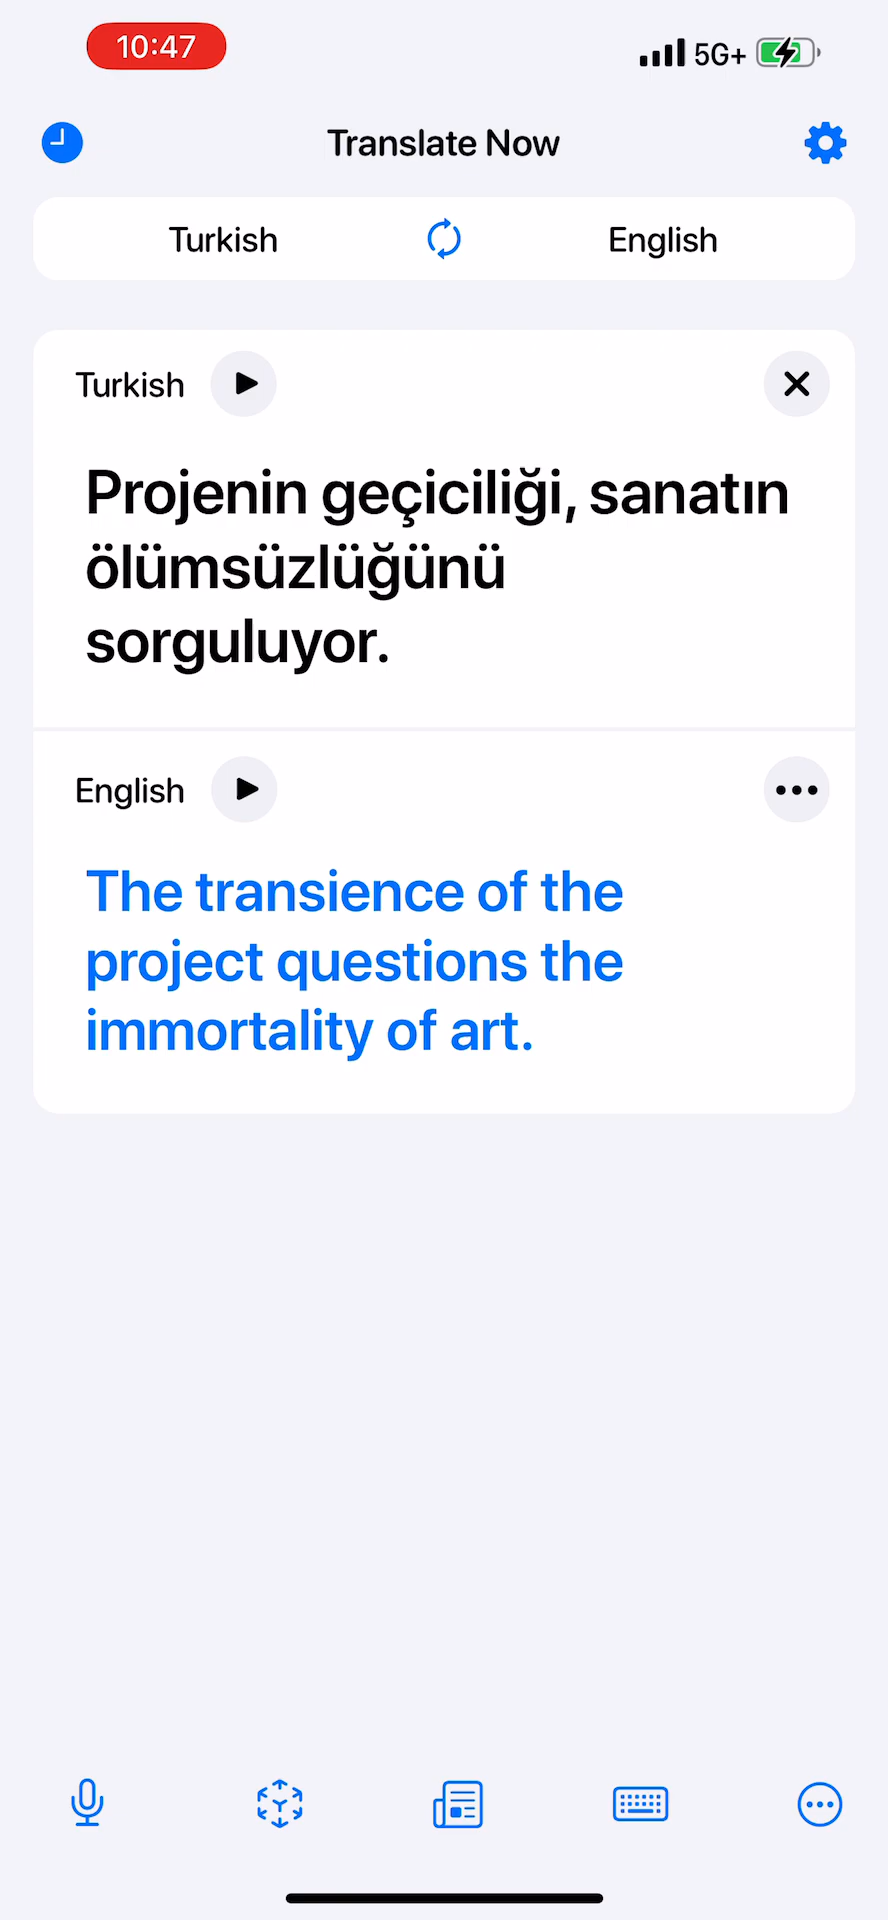 10:47
5G+
Translate Now
Turkish
English
Turkish
Projenin geçiciliği, sanatın
ölümsüzlüğünü
sorguluyor.
English
The transience of the
project questions the
immortality of art.